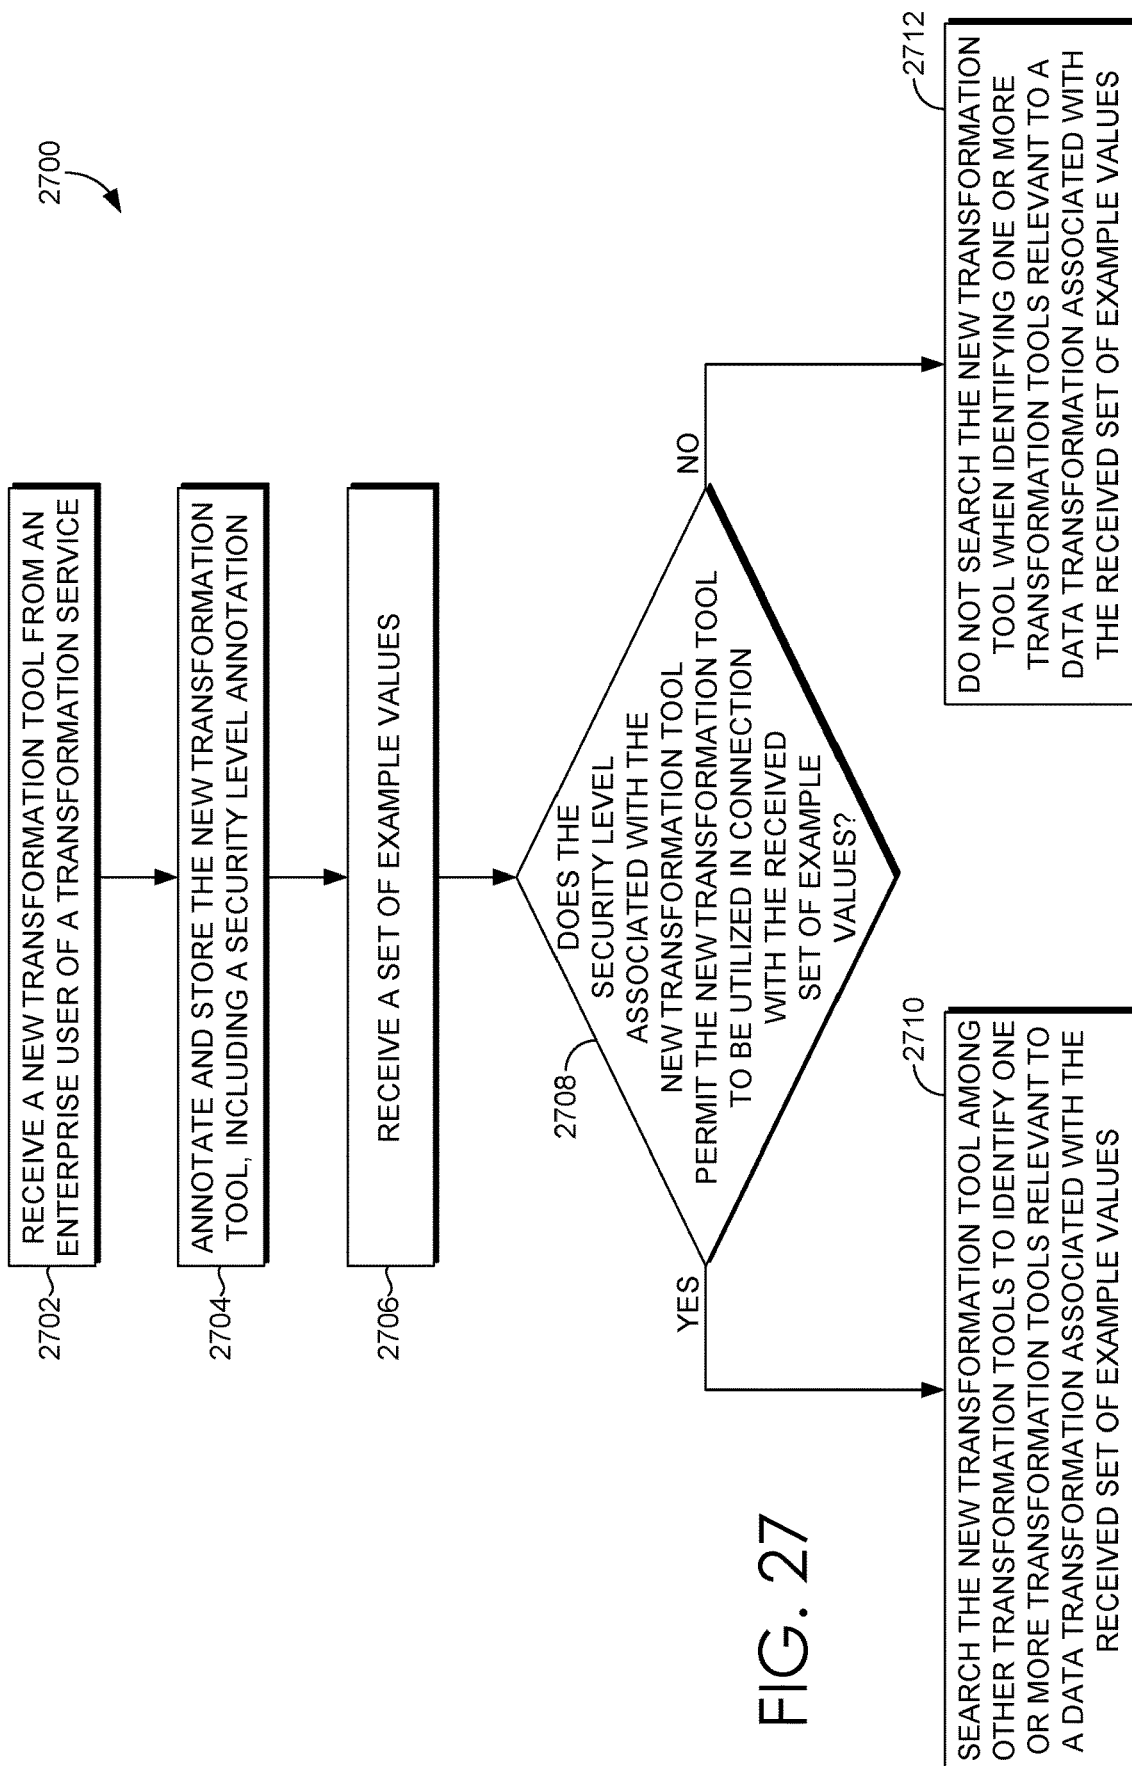 2700
2702
RECEIVE A NEW TRANSFORMATION TOOL FROM AN
ENTERPRISE USER OF A TRANSFORMATION SERVICE
2704
ANNOTATE AND STORE THE NEW TRANSFORMATION
TOOL, INCLUDING A SECURITY LEVEL ANNOTATION
2706
RECEIVE A SET OF EXAMPLE VALUES
2708
DOES THE
SECURITY LEVEL
ASSOCIATED WITH THE
NEW TRANSFORMATION TOOL
PERMIT THE NEW TRANSFORMATION TOOL
TO BE UTILIZED IN CONNECTION
WITH THE RECEIVED
SET OF EXAMPLE
VALUES?
YES
NO
2710
SEARCH THE NEW TRANSFORMATION TOOL AMONG
OTHER TRANSFORMATION TOOLS TO IDENTIFY ONE
OR MORE TRANSFORMATION TOOLS RELEVANT TO
A DATA TRANSFORMATION ASSOCIATED WITH THE
RECEIVED SET OF EXAMPLE VALUES
2712
DO NOT SEARCH THE NEW TRANSFORMATION
TOOL WHEN IDENTIFYING ONE OR MORE
TRANSFORMATION TOOLS RELEVANT TO A
DATA TRANSFORMATION ASSOCIATED WITH
THE RECEIVED SET OF EXAMPLE VALUES
FIG. 27